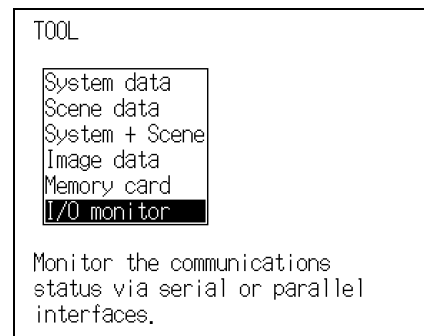 TOOL
System data
Scene data
System + Scene
Image data
Memory card
I/O monitor
Monitor the communications
status via serial or parallel
interfaces.